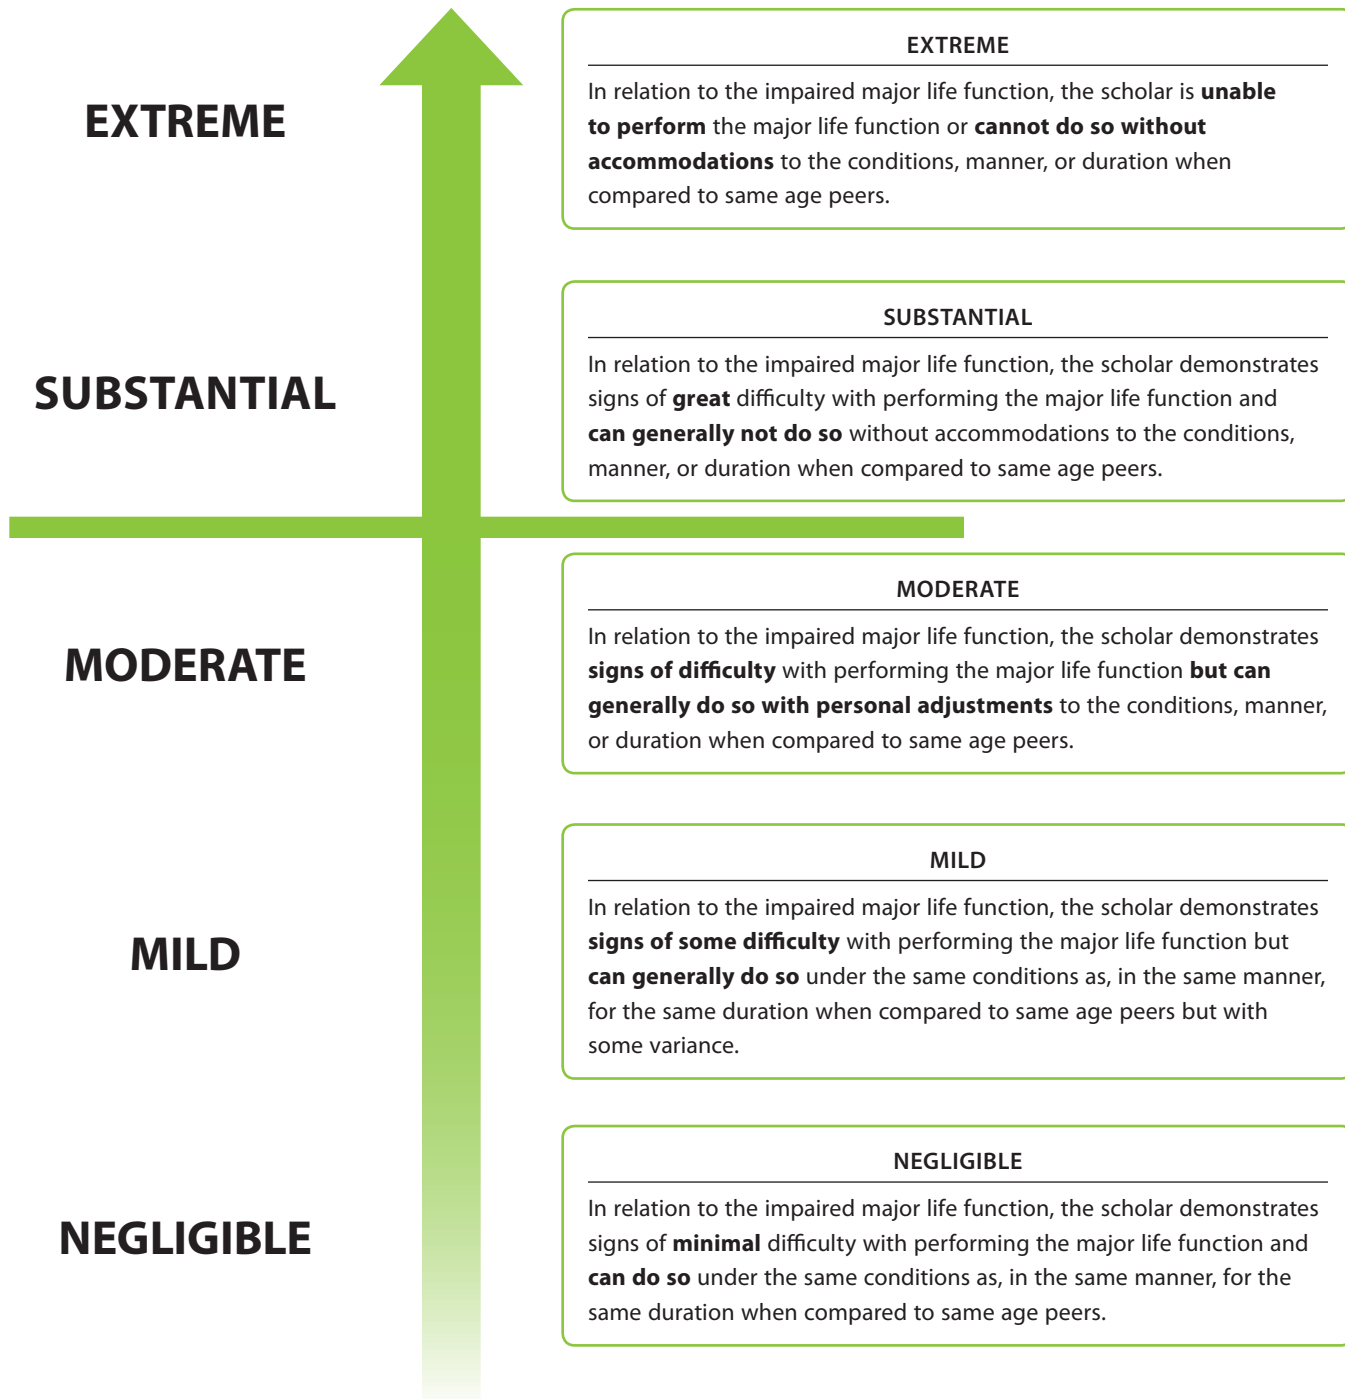 EXTREME
EXTREME
In relation to the impaired major life function, the scholar is unable
to perform the major life function or cannot do so without
accommodations to the conditions, manner, or duration when
compared to same age peers.
SUBSTANTIAL
SUBSTANTIAL
In relation to the impaired major life function, the scholar demonstrates
signs of great difficulty with performing the major life function and
can generally not do so without accommodations to the conditions,
manner, or duration when compared to same age peers.
MODERATE
MODERATE
In relation to the impaired major life function, the scholar demonstrates
signs of difficulty with performing the major life function but can
generally do so with personal adjustments to the conditions, manner,
or duration when compared to same age peers.
MILD
MILD
In relation to the impaired major life function, the scholar demonstrates
signs of some difficulty with performing the major life function but
can generally do so under the same conditions as, in the same manner,
for the same duration when compared to same age peers but with
some variance.
NEGLIGIBLE
NEGLIGIBLE
In relation to the impaired major life function, the scholar demonstrates
signs of minimal difficulty with performing the major life function and
can do so under the same conditions as, in the same manner, for the
same duration when compared to same age peers.